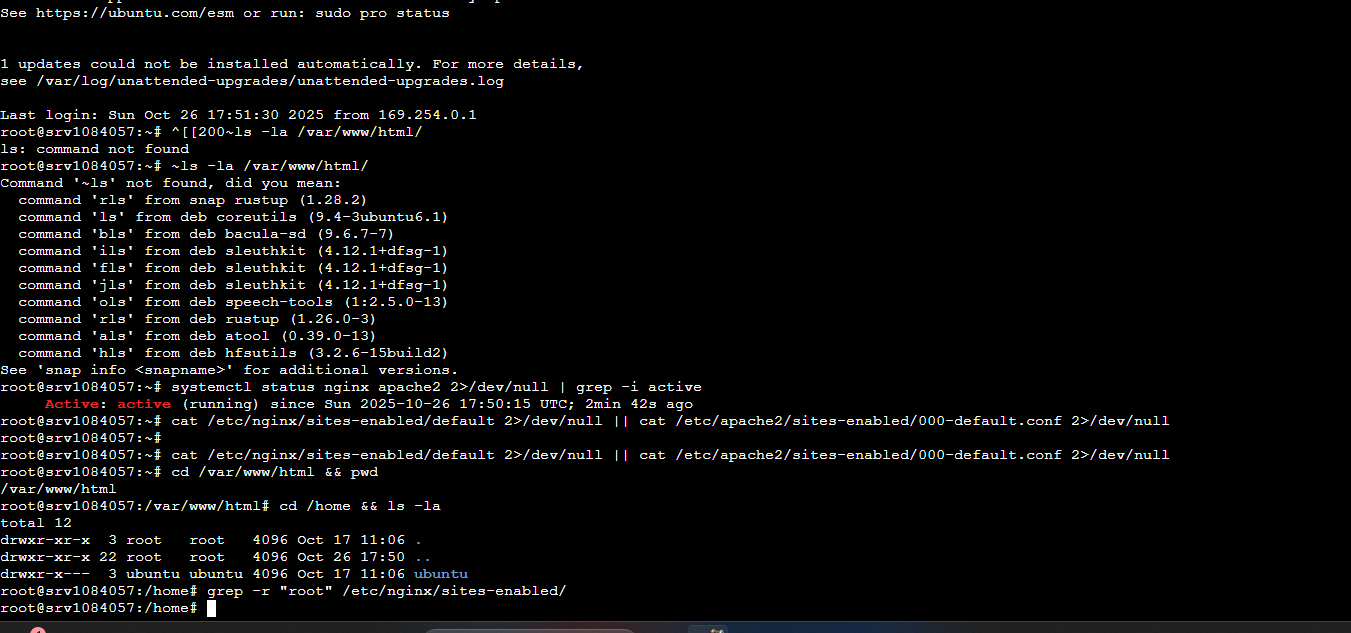 See https://ubuntu.com/esm or run: sudo pro status
1 updates could not be installed automatically. For more details,
see /var/log/unattended-upgrades/unattended-upgrades.log
Last login: Sun Oct 26 17:51:30 2025 from 169.254.0.1
root@srv1084057:~# ^[[200~ls -la /var/www/html/
ls: command not found
root@srv1084057:~# ~ls -la /var/www/html/
Command '~ls' not found, did you mean:
  command 'rls' from snap rustup (1.28.2)
  command 'ls' from deb coreutils (9.4-3ubuntu6.1)
  command 'bls' from deb bacula-sd (9.6.7-7)
  command 'ils' from deb sleuthkit (4.12.1+dfsg-1)
  command 'fls' from deb sleuthkit (4.12.1+dfsg-1)
  command 'jls' from deb sleuthkit (4.12.1+dfsg-1)
  command 'ols' from deb speech-tools (1:2.5.0-13)
  command 'rls' from deb rustup (1.26.0-3)
  command 'als' from deb atool (0.39.0-13)
  command 'hls' from deb hfsutils (3.2.6-15build2)
See 'snap info <snapname>' for additional versions.
root@srv1084057:~# systemctl status nginx apache2 2>/dev/null | grep -i active
     Active: active (running) since Sun 2025-10-26 17:50:15 UTC; 2min 42s ago
root@srv1084057:~# cat /etc/nginx/sites-enabled/default 2>/dev/null || cat /etc/apache2/sites-enabled/000-default.conf 2>/dev/null
root@srv1084057:~#
root@srv1084057:~# cat /etc/nginx/sites-enabled/default 2>/dev/null || cat /etc/apache2/sites-enabled/000-default.conf 2>/dev/null
root@srv1084057:~# cd /var/www/html && pwd
/var/www/html
root@srv1084057:/var/www/html# cd /home && ls -la
total 12
drwxr-xr-x  3 root   root   4096 Oct 17 11:06 .
drwxr-xr-x 22 root   root   4096 Oct 26 17:50 ..
drwxr-x---  3 ubuntu ubuntu 4096 Oct 17 11:06 ubuntu
root@srv1084057:/home# grep -r "root" /etc/nginx/sites-enabled/
root@srv1084057:/home#